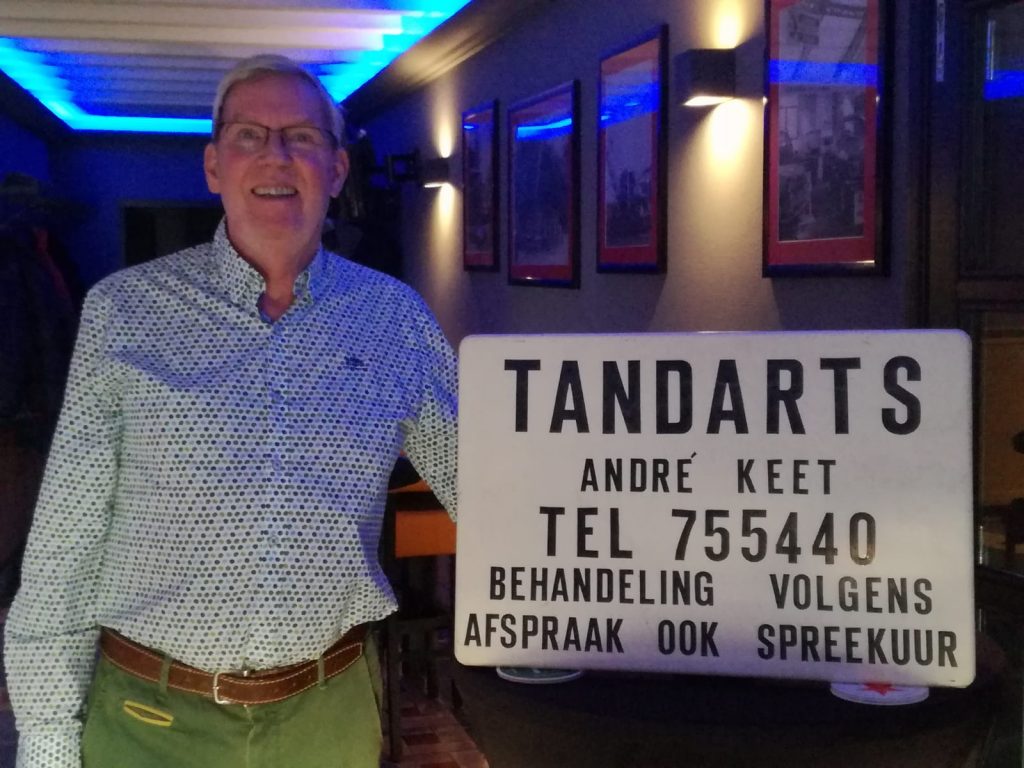 TANDARTS
ANDRÉ KEET
TEL 755440
BEHANDELING VOLGENS
AFSPRAAK OOK SPREEKUUR